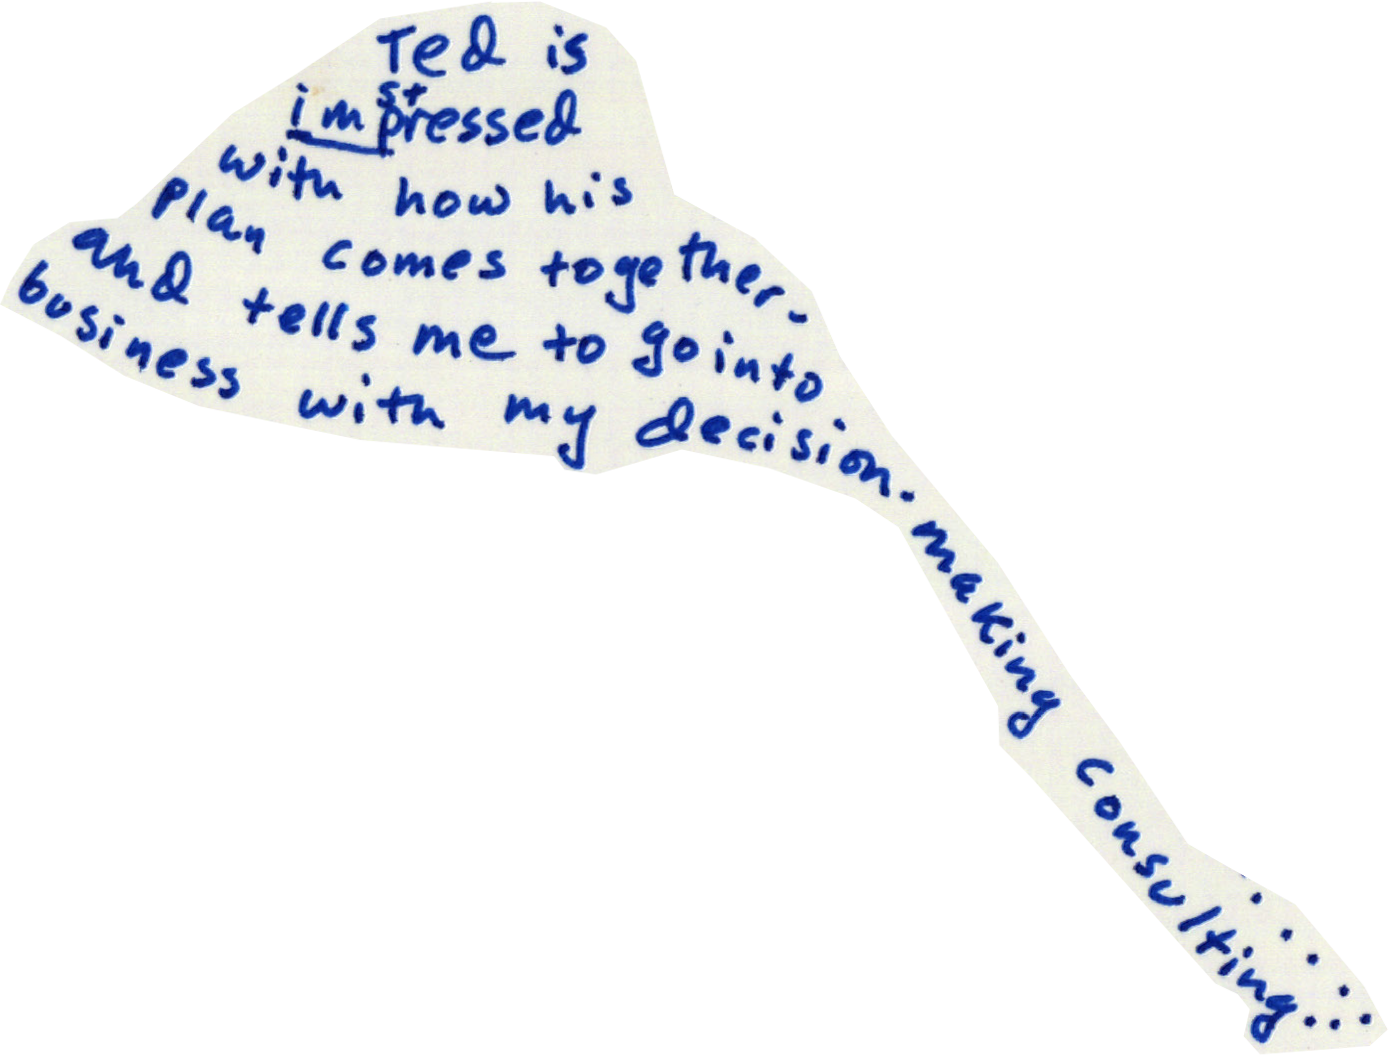 Ted is
st
impressed
with how his
plan comes together -
and tells me to go into
business with my decision. making consulting...